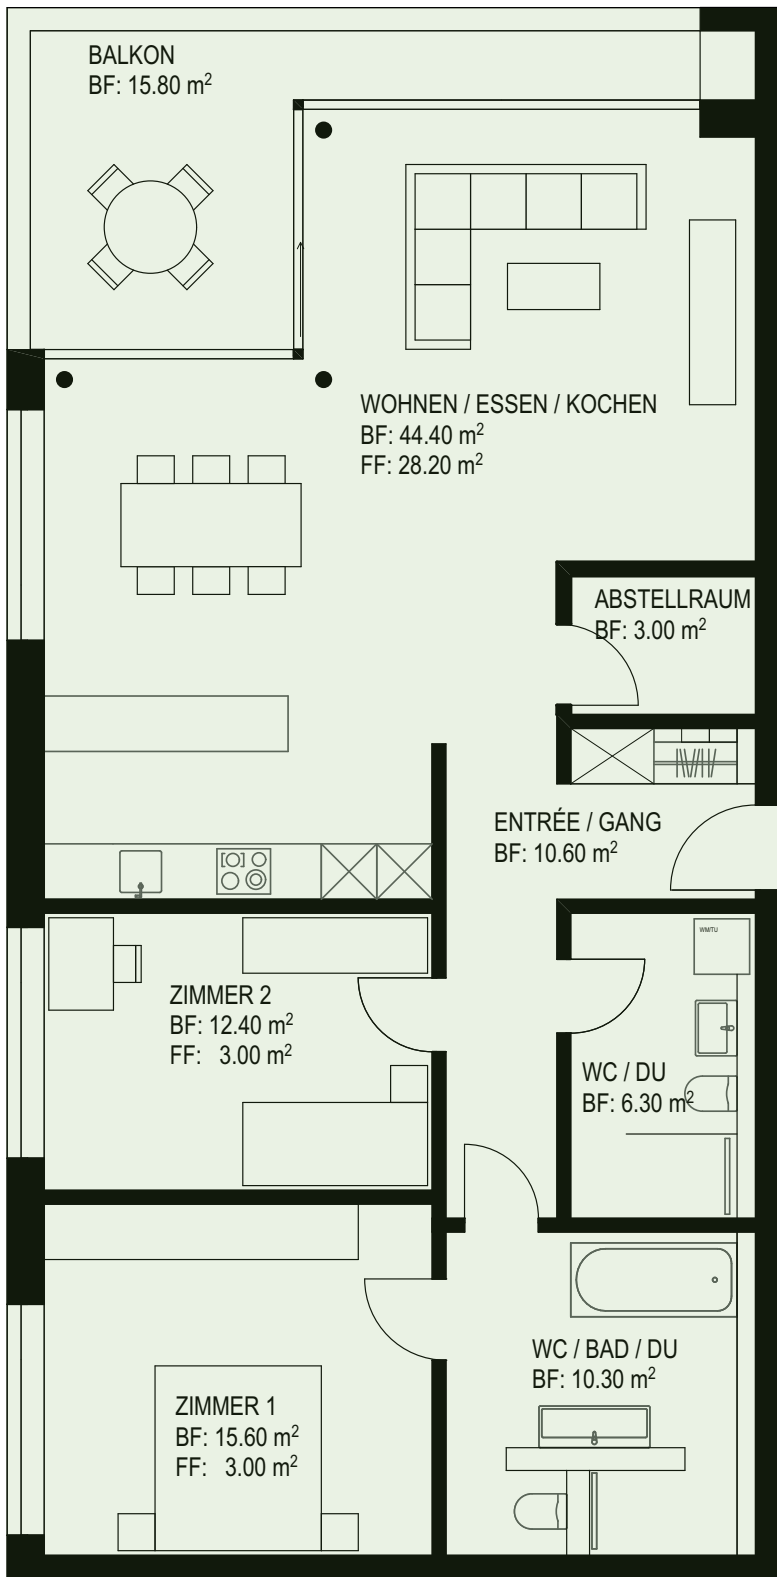 BALKON
BF: 15.80 m²
WOHNEN / ESSEN / KOCHEN
BF: 44.40 m²
FF: 28.20 m²
ABSTELLRAUM
BF: 3.00 m²
ENTRÉE / GANG
BF: 10.60 m²
WM/TU
ZIMMER 2
BF: 12.40 m²
FF: 3.00 m²
WC / DU
BF: 6.30 m²
WC / BAD / DU
BF: 10.30 m²
ZIMMER 1
BF: 15.60 m²
FF: 3.00 m²